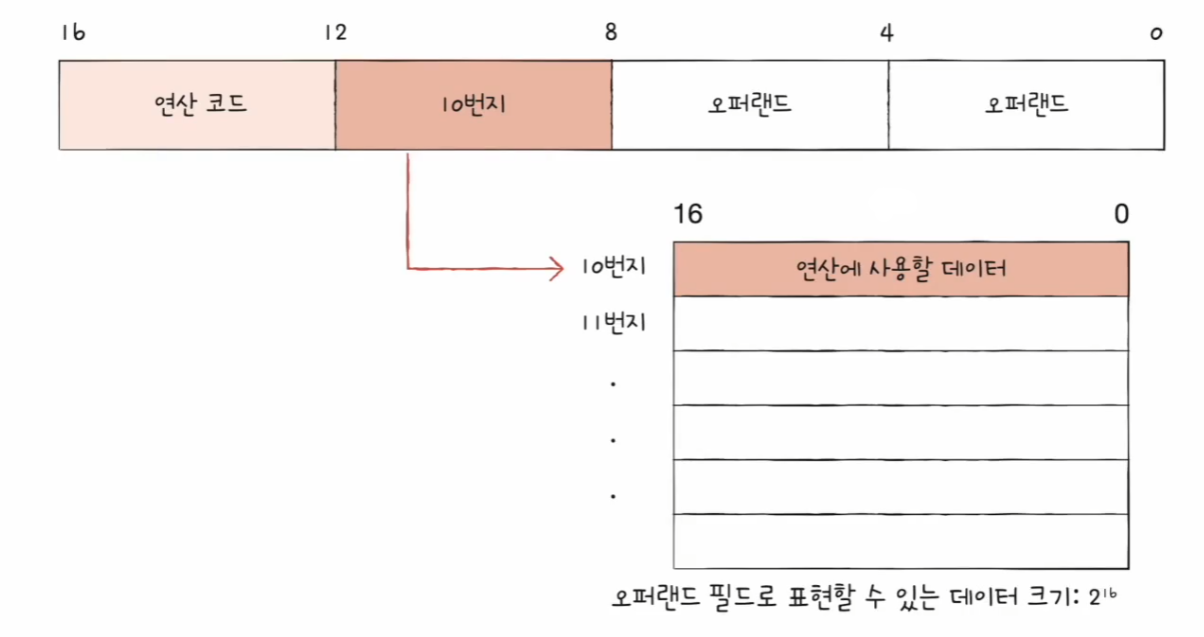 16 12 8 4 0
연산 코드 10번지 오퍼랜드 오퍼랜드
16 0
10번지 연산에 사용할 데이터
11번지
.
.
.
오퍼랜드 필드로 표현할 수 있는 데이터 크기: 2¹⁶